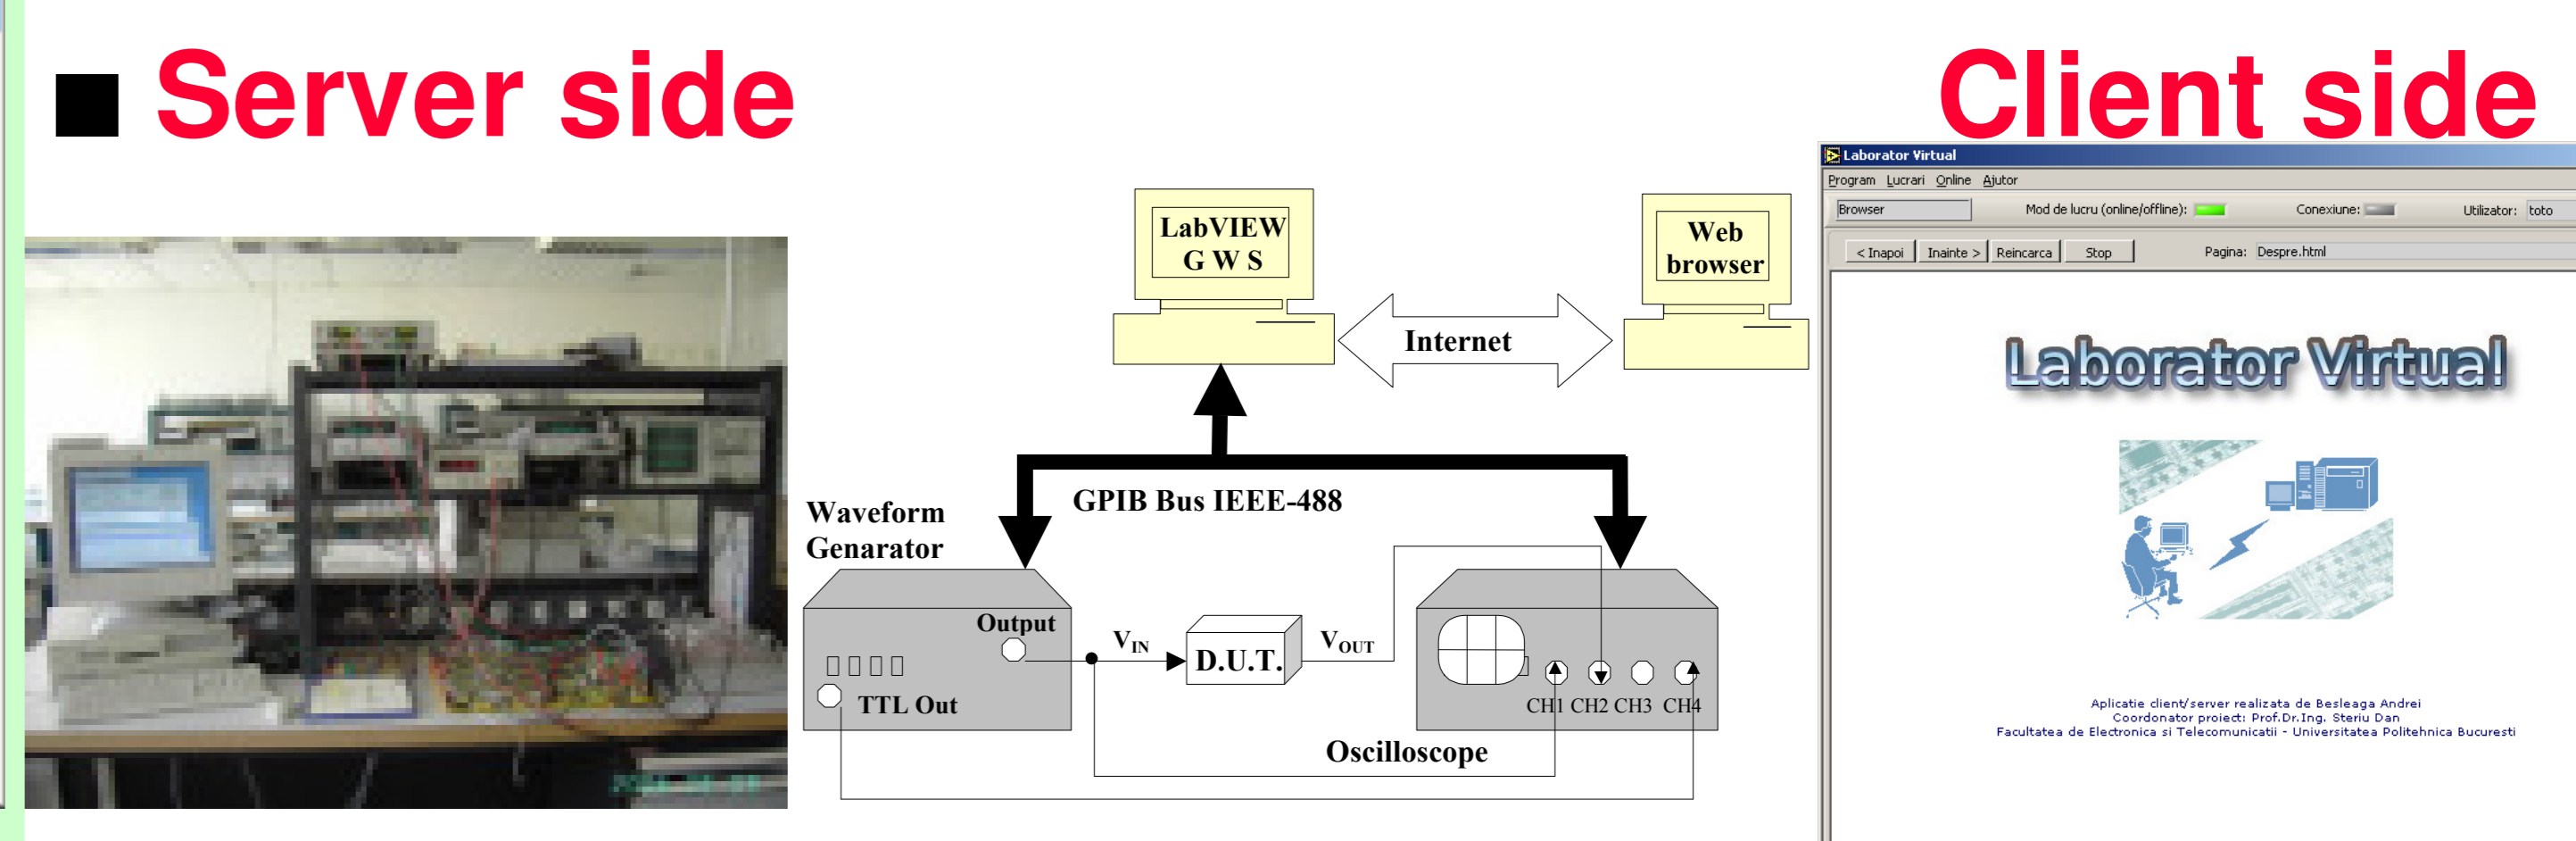 Server side
Client side
LabVIEW
G W S
Internet
Web
browser
GPIB Bus IEEE-488
Waveform
Genarator
Output
TTL Out
VIN
D.U.T.
VOUT
CH1 CH2 CH3 CH4
Oscilloscope
Laborator Virtual
Program Lucrari Online Ajutor
Browser Mod de lucru (online/offline): Conexiune: Utilizator: toto
< Inapoi Inainte > Reincarca Stop Pagina: Despre.html
Laborator Virtual
Aplicatie client/server realizata de Besleaga Andrei
Coordonator proiect: Prof.Dr.Ing. Steriu Dan
Facultatea de Electronica si Telecomunicatii - Universitatea Politehnica Bucuresti